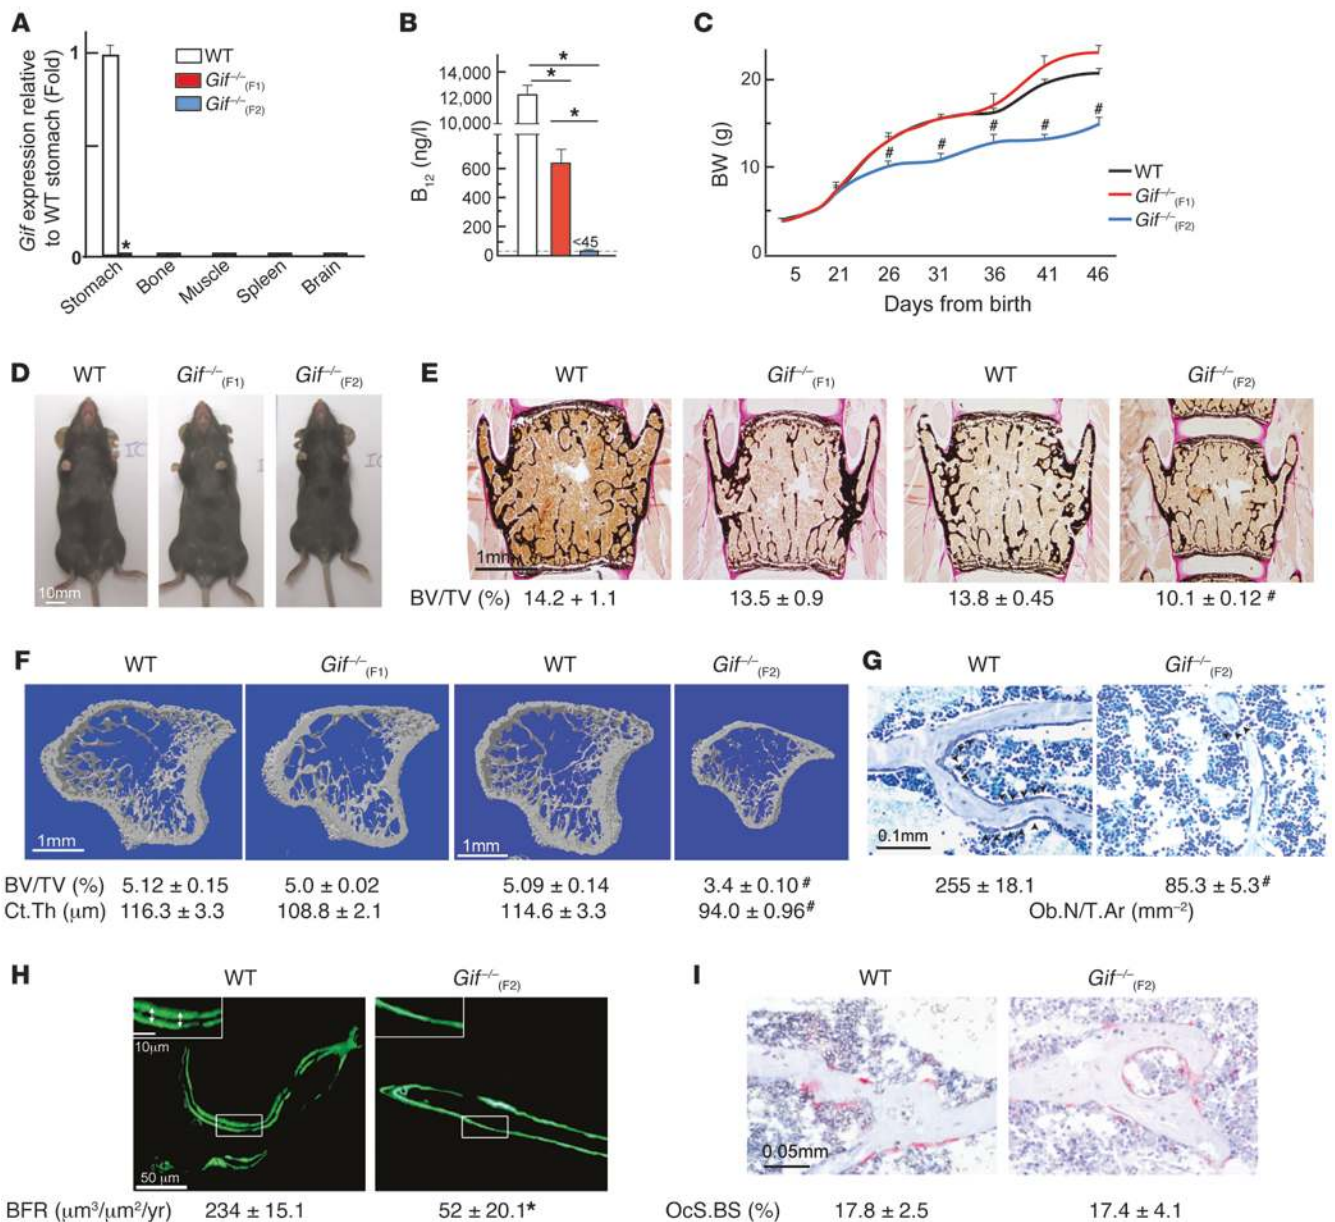 A
Gif expression relative
to WT stomach (Fold)
1
0
WT
Gif⁻/⁻(F1)
Gif⁻/⁻(F2)
*
Stomach
Bone
Muscle
Spleen
Brain
B
B₁₂ (ng/l)
14,000
12,000
10,000
600
400
200
0
*
*
*
<45
C
BW (g)
20
10
0
# # # # #
WT
Gif⁻/⁻(F1)
Gif⁻/⁻(F2)
5 21 26 31 36 41 46
Days from birth
D
WT Gif⁻/⁻(F1) Gif⁻/⁻(F2)
IC
10mm
E
WT Gif⁻/⁻(F1) WT Gif⁻/⁻(F2)
1mm
BV/TV (%) 14.2 + 1.1 13.5 ± 0.9 13.8 ± 0.45 10.1 ± 0.12 #
F
WT Gif⁻/⁻(F1) WT Gif⁻/⁻(F2)
1mm 1mm
BV/TV (%) 5.12 ± 0.15 5.0 ± 0.02 5.09 ± 0.14 3.4 ± 0.10 #
Ct.Th (μm) 116.3 ± 3.3 108.8 ± 2.1 114.6 ± 3.3 94.0 ± 0.96 #
G
WT Gif⁻/⁻(F2)
0.1mm
255 ± 18.1 85.3 ± 5.3 #
Ob.N/T.Ar (mm⁻²)
H
WT Gif⁻/⁻(F2)
10μm
50 μm
BFR (μm³/μm²/yr) 234 ± 15.1 52 ± 20.1*
I
WT Gif⁻/⁻(F2)
0.05mm
OcS.BS (%) 17.8 ± 2.5 17.4 ± 4.1